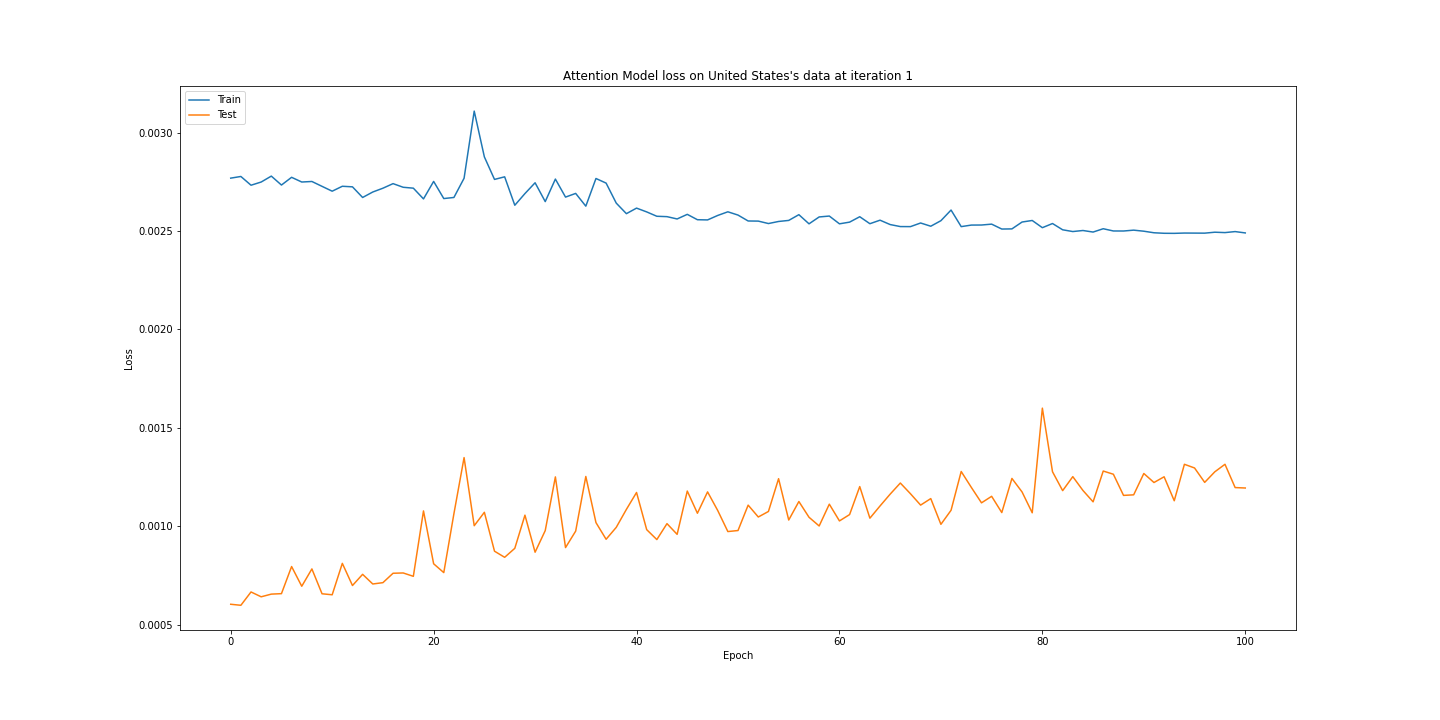 Attention Model loss on United States's data at iteration 1
Train
Test
0.0030
0.0025
0.0020
0.0015
0.0010
0.0005
Loss
0 20 40 60 80 100
Epoch